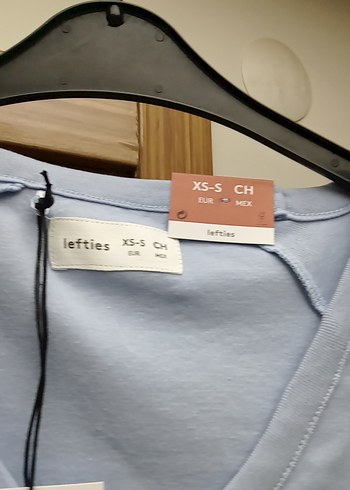 XS-S CH
EUR MEX
lefties
lefties XS-S CH
EUR MEX